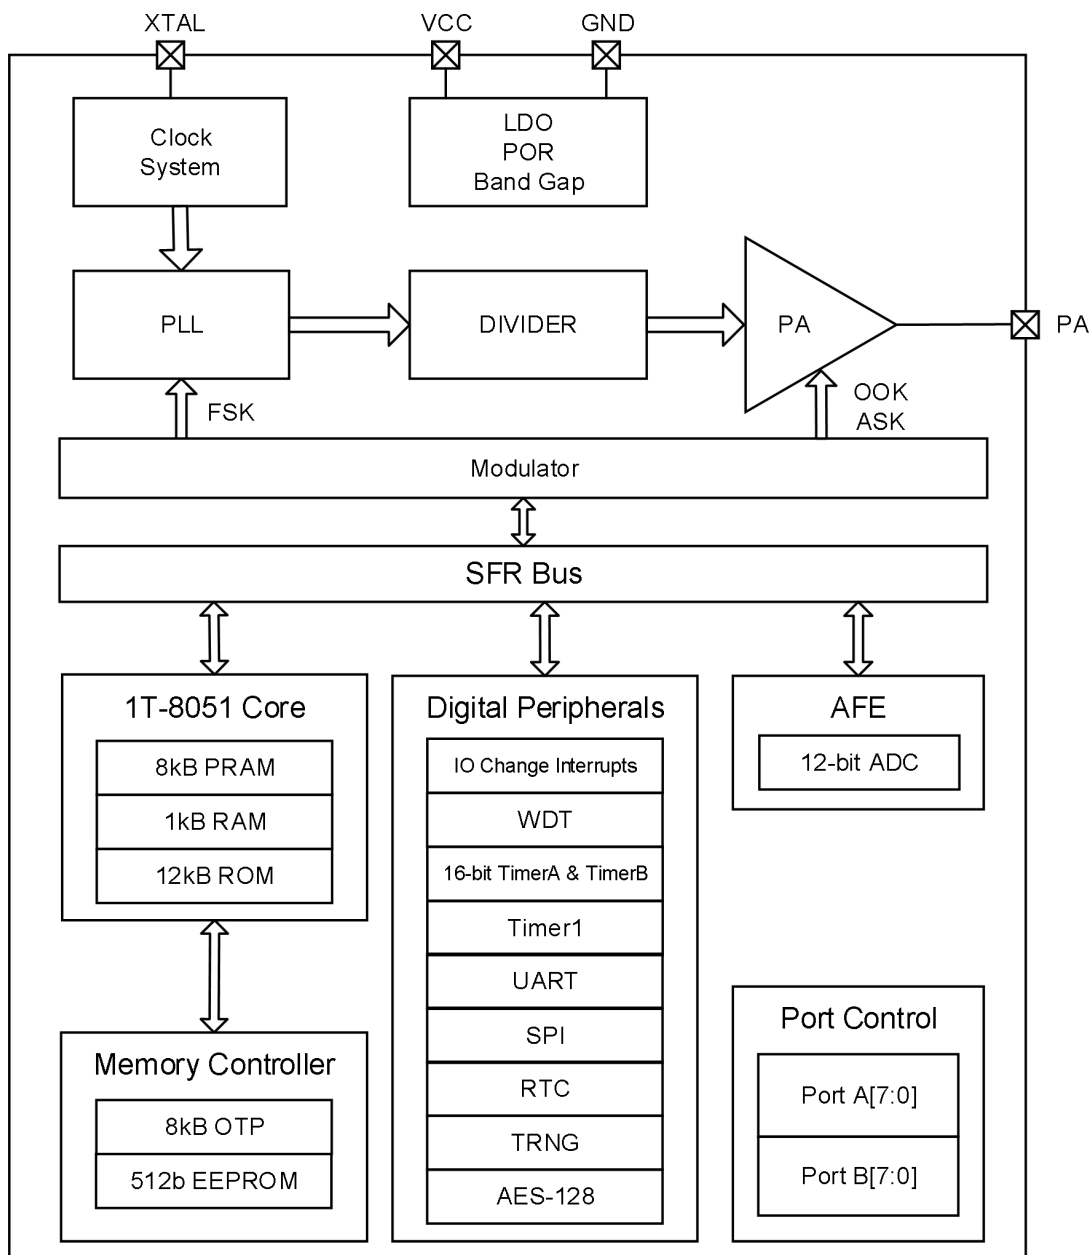 XTAL
VCC
GND
Clock
System
LDO
POR
Band Gap
PLL
DIVIDER
PA
PA
FSK
OOK
ASK
Modulator
SFR Bus
1T-8051 Core
8kB PRAM
1kB RAM
12kB ROM
Digital Peripherals
IO Change Interrupts
WDT
16-bit TimerA & TimerB
Timer1
UART
SPI
RTC
TRNG
AES-128
AFE
12-bit ADC
Memory Controller
8kB OTP
512b EEPROM
Port Control
Port A[7:0]
Port B[7:0]